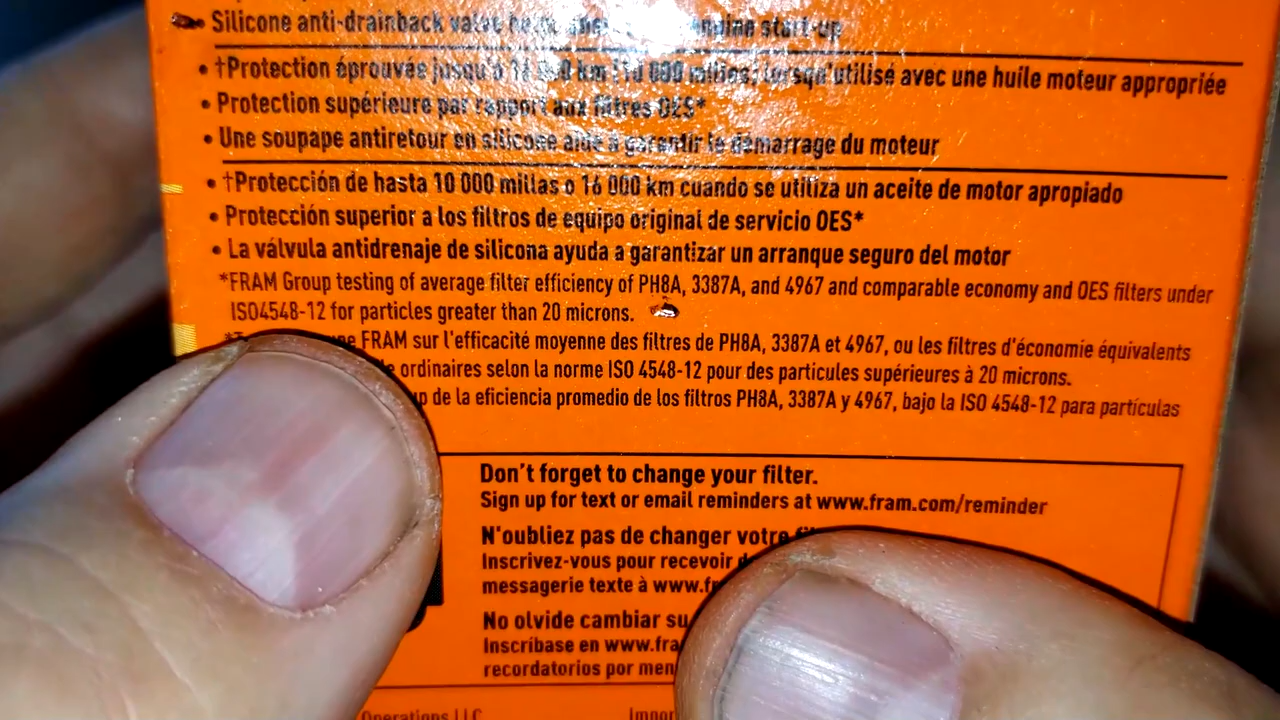 • Silicone anti-drainback valve engine start-up
• †Protection éprouvée jusqu'à 16 000 km (10 000 milles) lorsqu'utilisé avec une huile moteur appropriée
• Protection supérieure par rapport aux filtres OES*
• Une soupape antiretour en silicone aide à garantir le démarrage du moteur
• †Protección de hasta 10 000 millas o 16 000 km cuando se utiliza un aceite de motor apropiado
• Protección superior a los filtros de equipo original de servicio OES*
• La válvula antidrenaje de silicona ayuda a garantizar un arranque seguro del motor
*FRAM Group testing of average filter efficiency of PH8A, 3387A, and 4967 and comparable economy and OES filters under
ISO4548-12 for particles greater than 20 microns.
FRAM sur l'efficacité moyenne des filtres de PH8A, 3387A et 4967, ou les filtres d'économie équivalents
ordinaires selon la norme ISO 4548-12 pour des particules supérieures à 20 microns.
de la eficiencia promedio de los filtros PH8A, 3387A y 4967, bajo la ISO 4548-12 para partículas
Don't forget to change your filter.
Sign up for text or email reminders at www.fram.com/reminder
N'oubliez pas de changer votre
Inscrivez-vous pour recevoir
messagerie texte à www.fr
No olvide cambiar su
Inscríbase en www.fra
recordatorios por men
Operations LLC